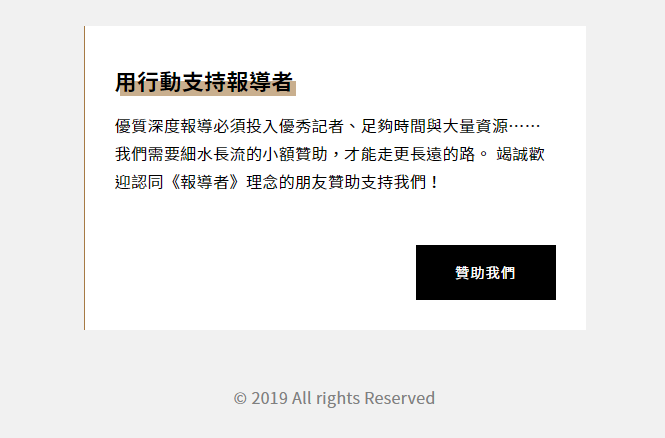 用行動支持報導者
優質深度報導必須投入優秀記者、足夠時間與大量資源⋯⋯
我們需要細水長流的小額贊助，才能走更長遠的路。 竭誠歡
迎認同《報導者》理念的朋友贊助支持我們！
贊助我們
© 2019 All rights Reserved